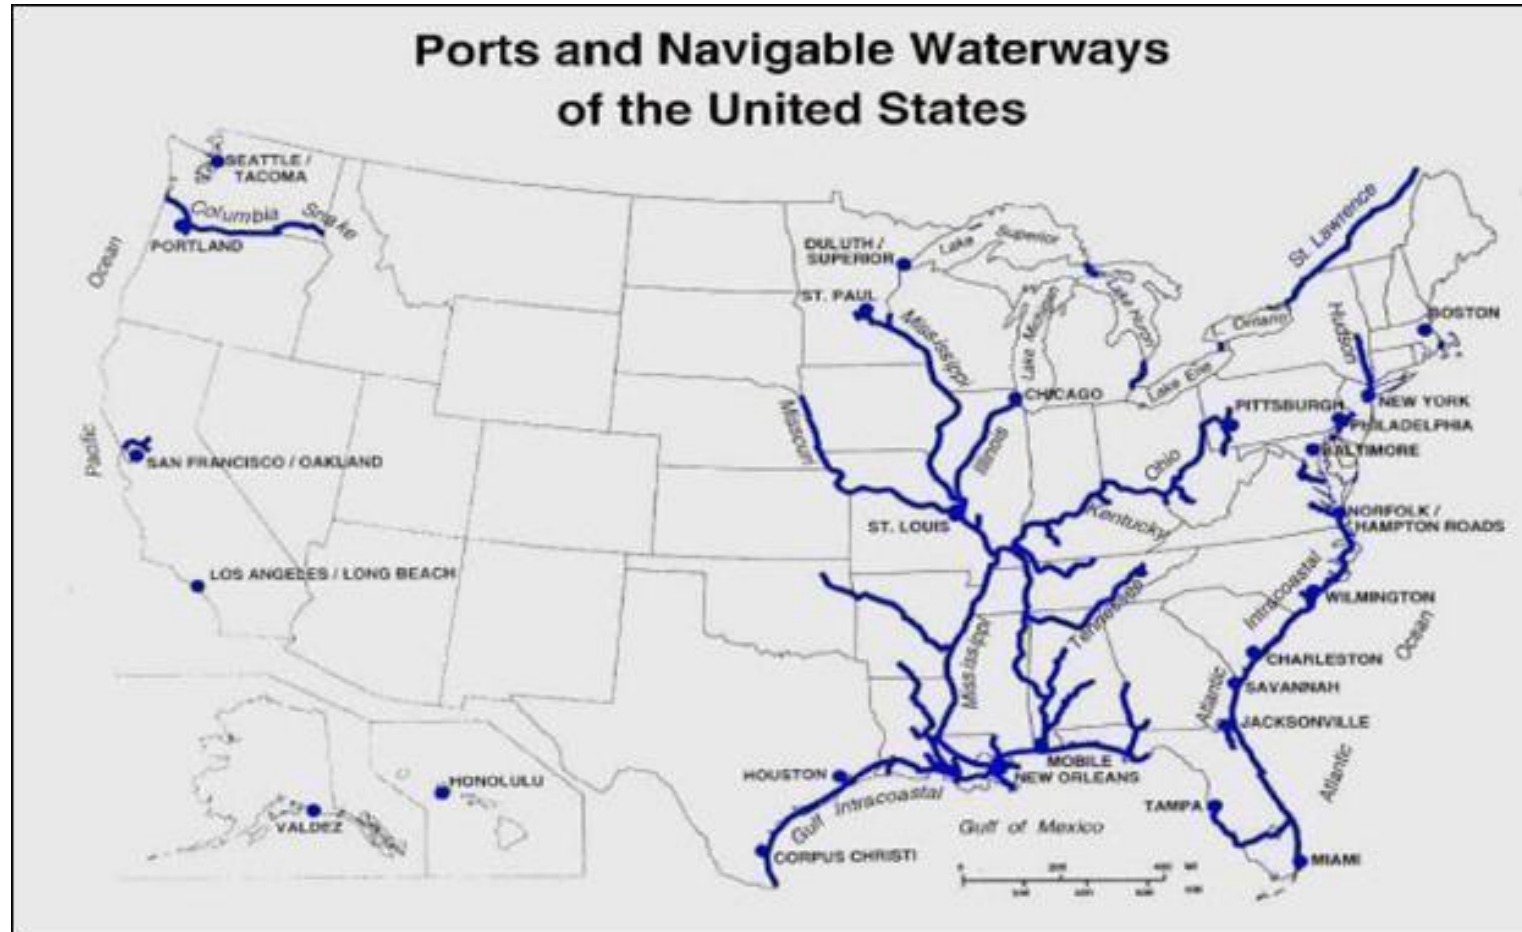 Ports and Navigable Waterways
of the United States
SEATTLE /
TACOMA
Columbia
Snake
PORTLAND
Ocean
Pacific
SAN FRANCISCO / OAKLAND
LOS ANGELES / LONG BEACH
DULUTH /
SUPERIOR
Lake Superior
ST. PAUL
Mississippi
Lake Michigan
Lake Huron
St. Lawrence
Ontario
Lake Erie
Hudson
BOSTON
CHICAGO
NEW YORK
PITTSBURGH
PHILADELPHIA
BALTIMORE
Missouri
Illinois
Ohio
Kentucky
ST. LOUIS
NORFOLK /
HAMPTON ROADS
Intracoastal
WILMINGTON
Ocean
Tennessee
Mississippi
CHARLESTON
SAVANNAH
Atlantic
JACKSONVILLE
Atlantic
MOBILE
NEW ORLEANS
HOUSTON
Gulf Intracoastal
Gulf of Mexico
TAMPA
CORPUS CHRISTI
MIAMI
HONOLULU
VALDEZ